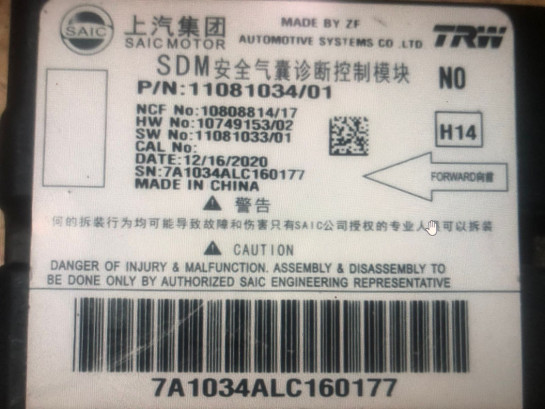 SAIC
上汽集团
SAIC MOTOR
MADE BY ZF
AUTOMOTIVE SYSTEMS CO .,LTD
TRW
SDM安全气囊诊断控制模块
NO
P/N:11081034/01
NCF No:10808814/17
HW No:10749153/02
SW No:11081033/01
CAL No:
DATE:12/16/2020
SN:7A1034ALC160177
MADE IN CHINA
H14
FORWARD向前
警告
何的拆装行为均可能导致故障和伤害只有SAIC公司授权的专业人 可以拆装
CAUTION
DANGER OF INJURY & MALFUNCTION. ASSEMBLY & DISASSEMBLY TO
BE DONE ONLY BY AUTHORIZED SAIC ENGINEERING REPRESENTATIVE
7A1034ALC160177